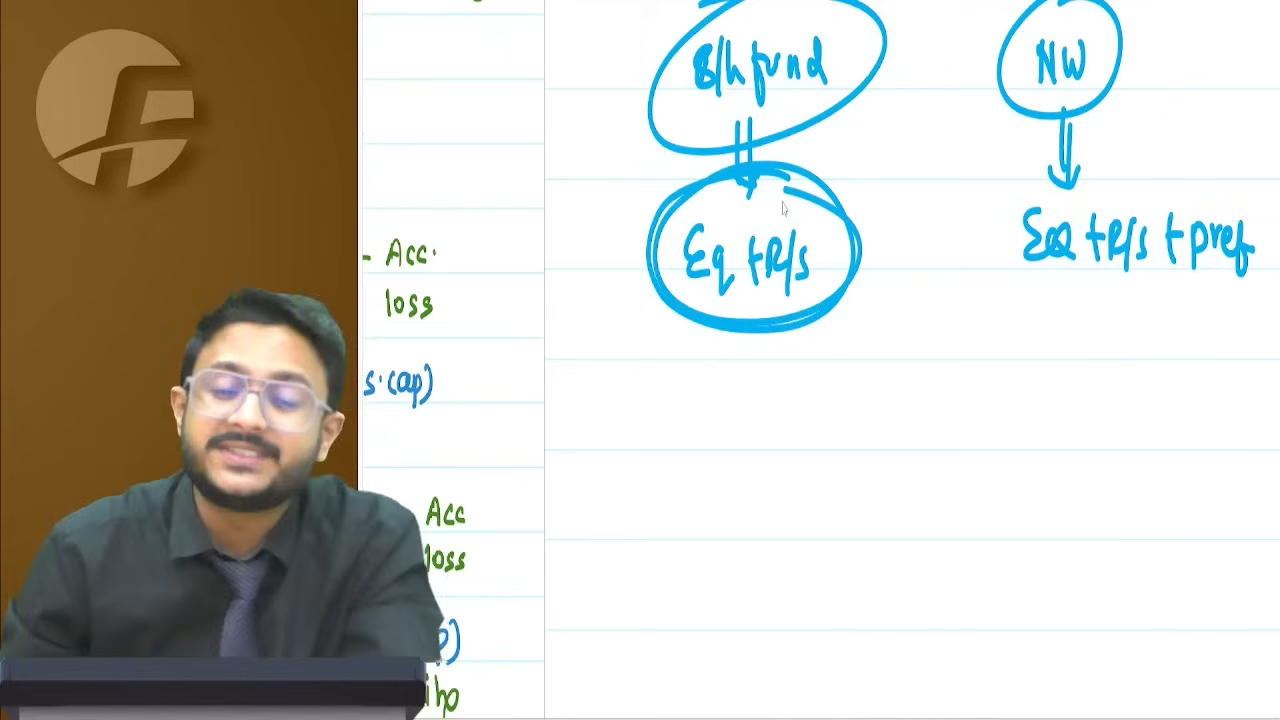 S/h fund
NW
Eq + R/s
Eq + R/s + pref
- Acc.
loss
s. cap)
Acc
loss